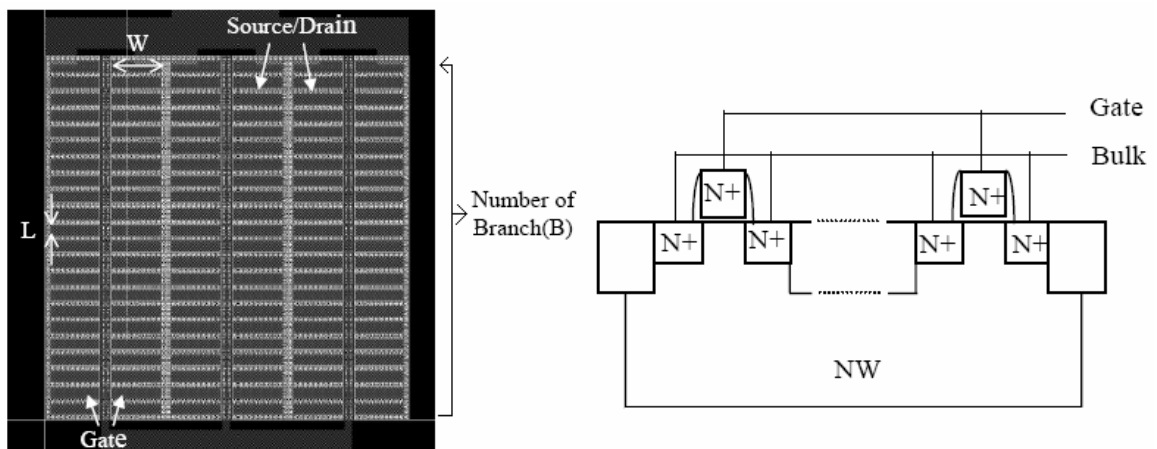 Source/Drain
W
L
Number of
Branch(B)
Gate
Gate
Bulk
N+
N+
N+
N+
N+
N+
NW